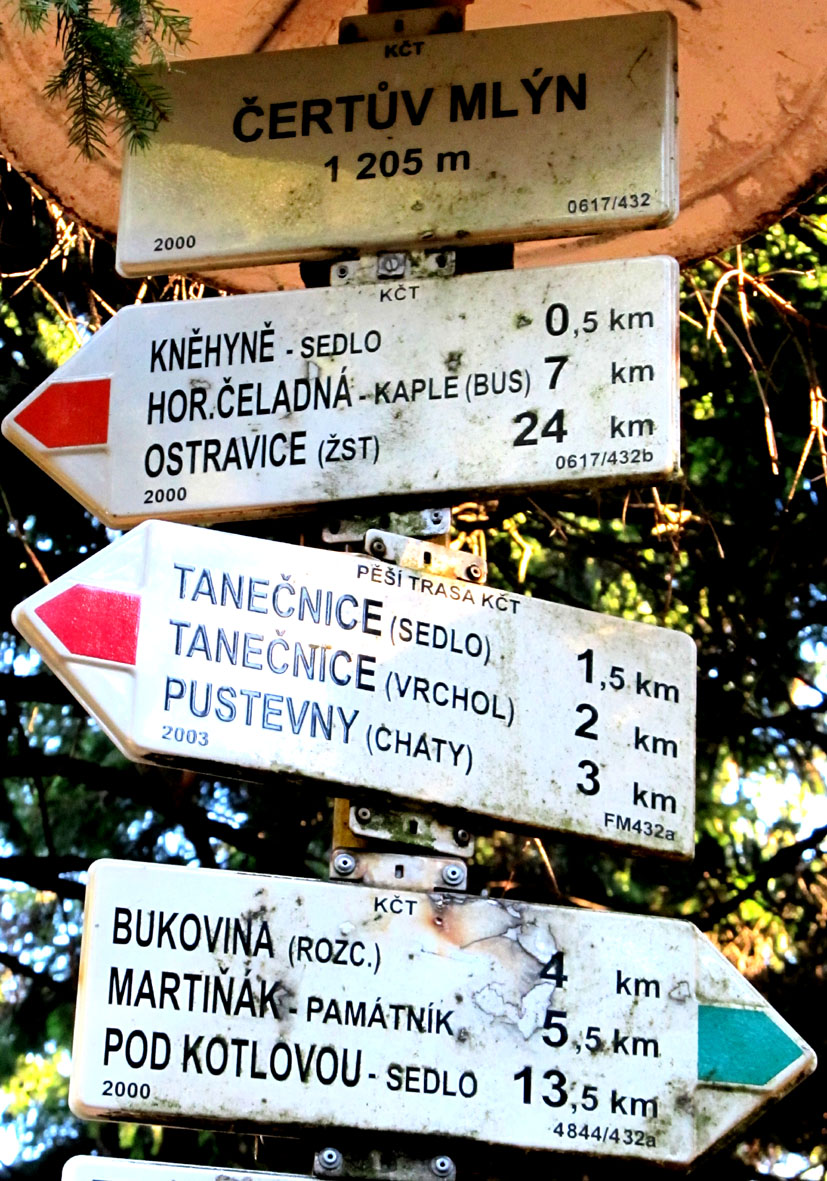 KČT
ČERTŮV MLÝN
1 205 m
2000 0617/432
KČT
KNĚHYNĚ - SEDLO 0,5 km
HOR.ČELADNÁ - KAPLE (BUS) 7 km
OSTRAVICE (ŽST) 24 km
2000 0617/432b
PĚŠÍ TRASA KČT
TANEČNICE (SEDLO) 1,5 km
TANEČNICE (VRCHOL) 2 km
PUSTEVNY (CHATY) 3 km
2003 FM432a
KČT
BUKOVINA (ROZC.) 4 km
MARTIŇÁK - PAMÁTNÍK 5,5 km
POD KOTLOVOU - SEDLO 13,5 km
2000 4844/432a